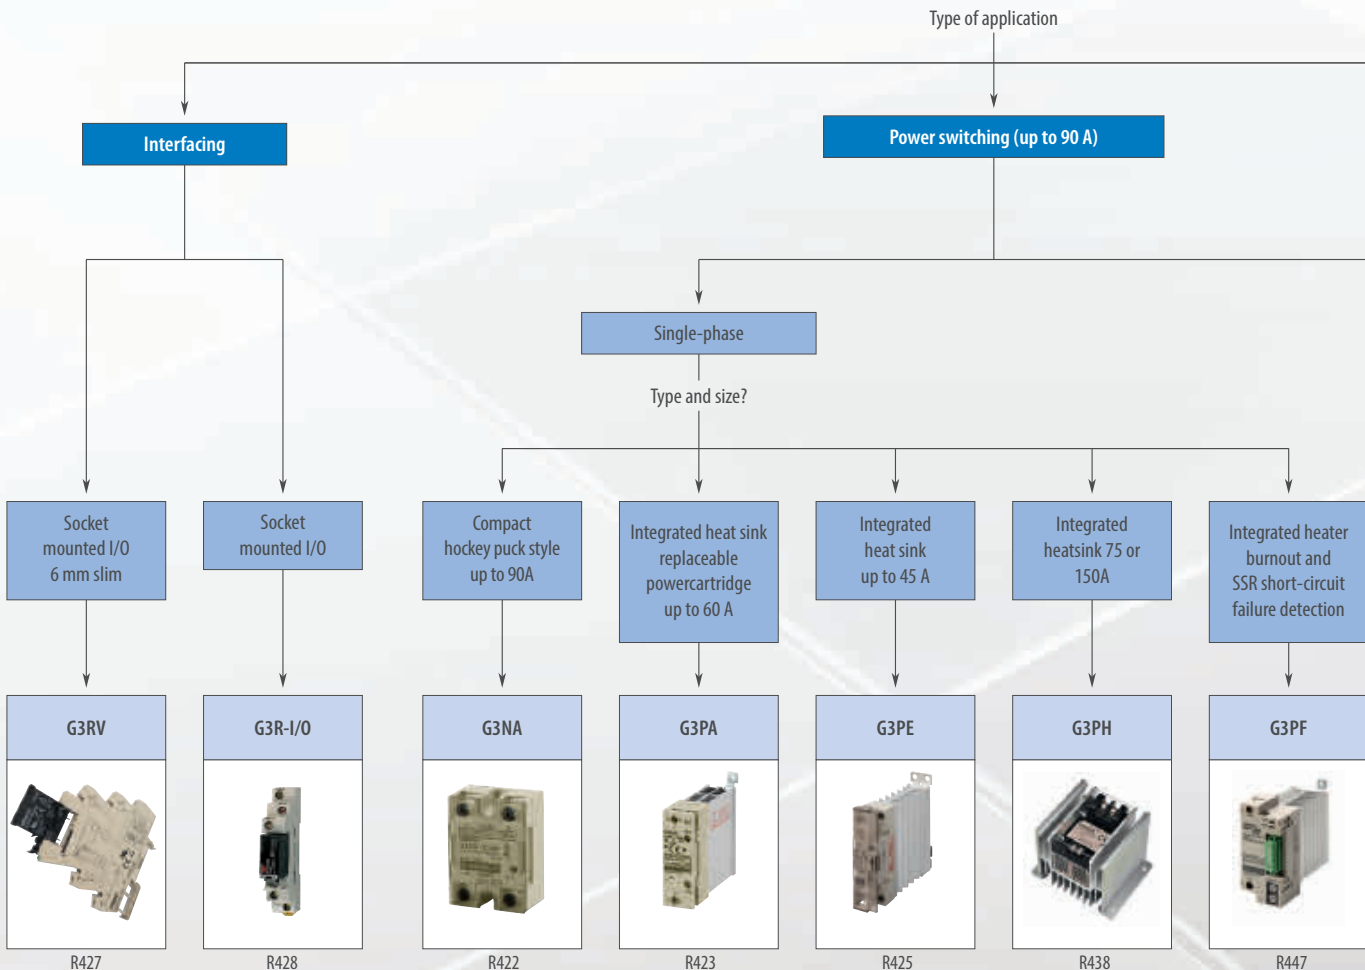 Type of application
Interfacing
Power switching (up to 90 A)
Single-phase
Type and size?
Socket
mounted I/O
6 mm slim
Socket
mounted I/O
Compact
hockey puck style
up to 90A
Integrated heat sink
replaceable
powercartridge
up to 60 A
Integrated
heat sink
up to 45 A
Integrated
heatsink 75 or
150A
Integrated heater
burnout and
SSR short-circuit
failure detection
G3RV
G3R-I/O
G3NA
G3PA
G3PE
G3PH
G3PF
R427
R428
R422
R423
R425
R438
R447